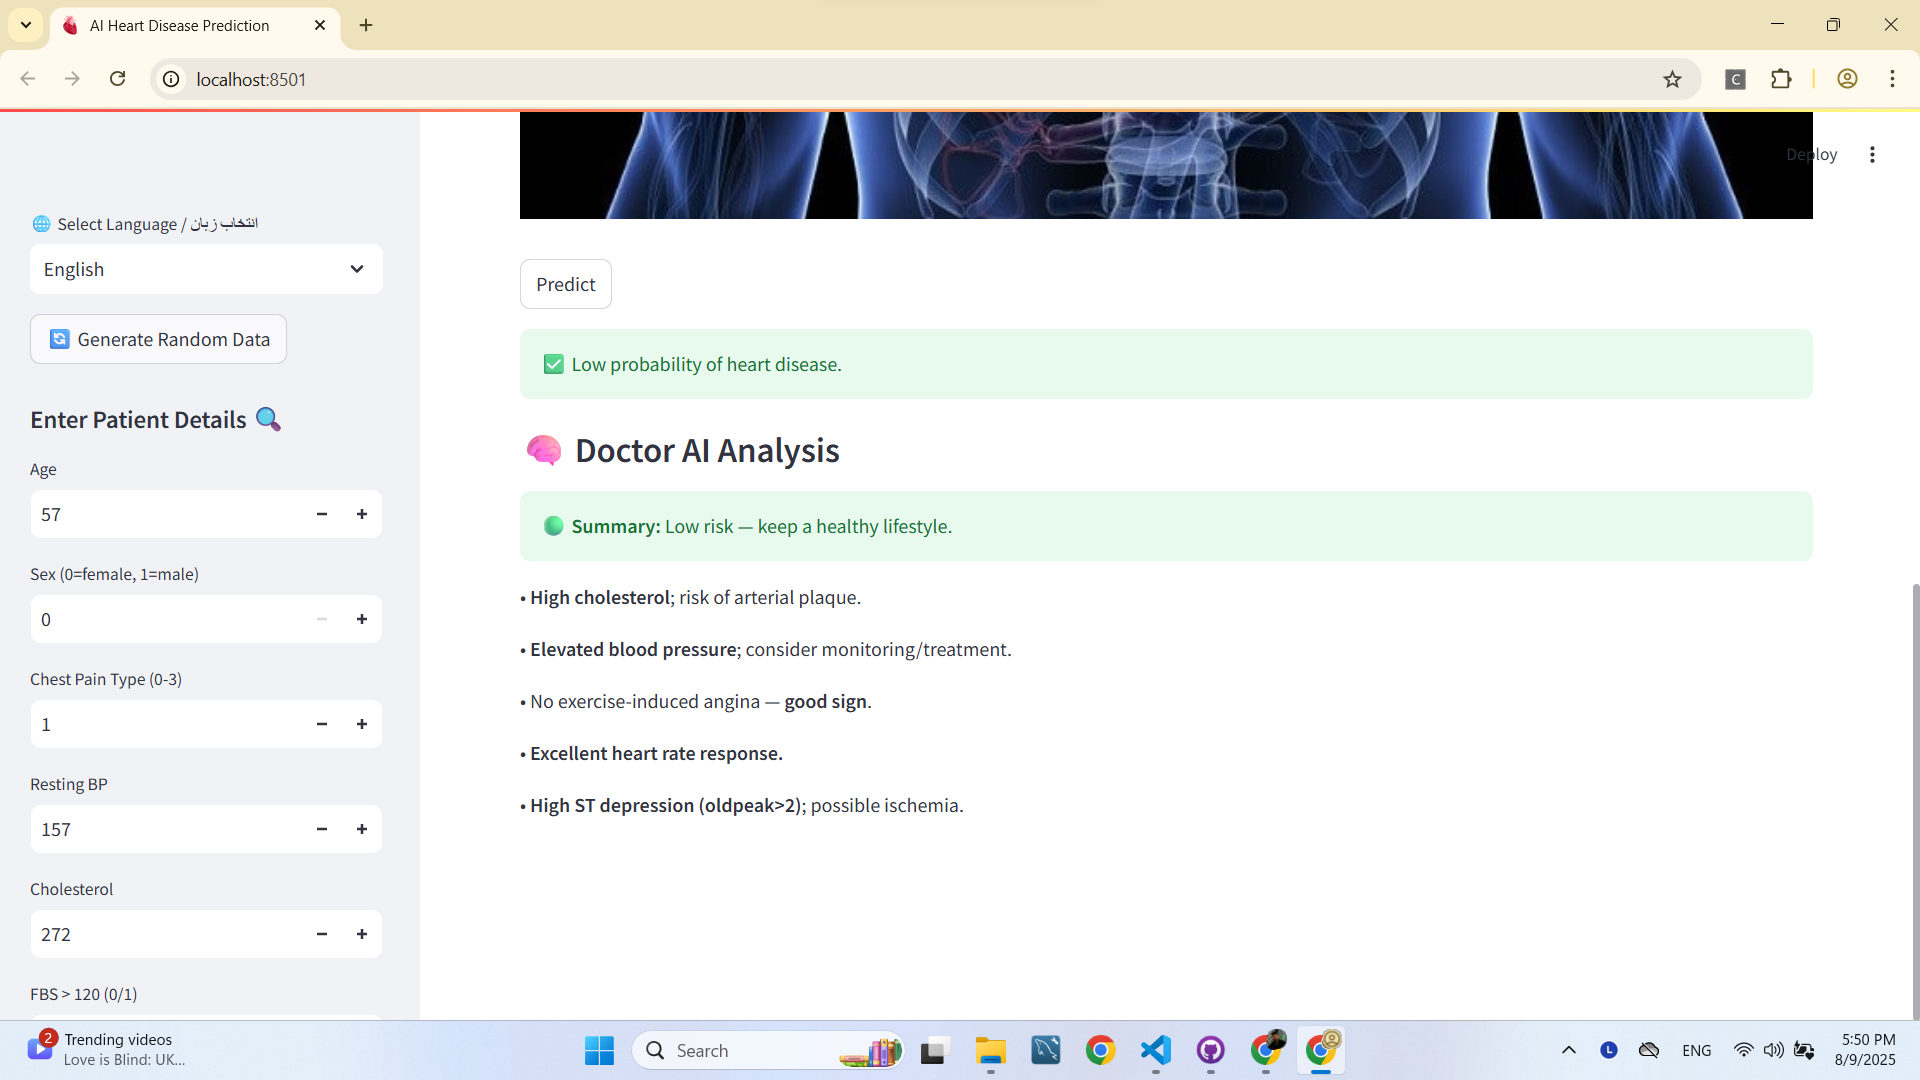 AI Heart Disease Prediction
localhost:8501
C
Deploy
🌐 Select Language / انتخاب زبان
English
🔄 Generate Random Data
Enter Patient Details 🔍
Age
57
Sex (0=female, 1=male)
0
Chest Pain Type (0-3)
1
Resting BP
157
Cholesterol
272
FBS > 120 (0/1)
Predict
✅ Low probability of heart disease.
🧠 Doctor AI Analysis
🟢 Summary: Low risk — keep a healthy lifestyle.
• High cholesterol; risk of arterial plaque.
• Elevated blood pressure; consider monitoring/treatment.
• No exercise-induced angina — good sign.
• Excellent heart rate response.
• High ST depression (oldpeak>2); possible ischemia.
2
Trending videos
Love is Blind: UK...
Search
L
ENG
5:50 PM
8/9/2025